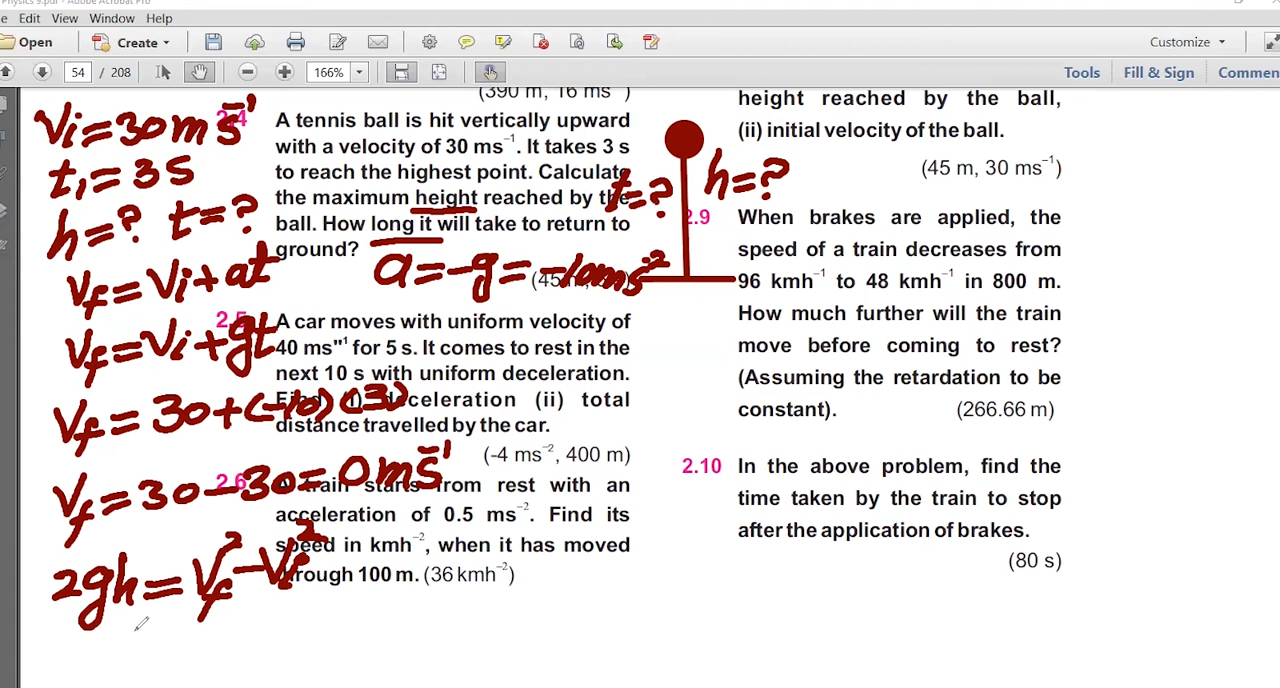 Physics 9.pdf - Adobe Acrobat Pro
Edit View Window Help
Open Create Customize
54 / 208 166% Tools Fill & Sign Commen
(390 m, 16 ms⁻¹)
2.4 A tennis ball is hit vertically upward
with a velocity of 30 ms⁻¹. It takes 3 s
to reach the highest point. Calculate
the maximum height reached by the
ball. How long it will take to return to
ground?
(45
2.5 A car moves with uniform velocity of
40 ms"¹ for 5 s. It comes to rest in the
next 10 s with uniform deceleration.
Find (i) deceleration (ii) total
distance travelled by the car.
(-4 ms⁻², 400 m)
2.6 A train starts from rest with an
acceleration of 0.5 ms⁻². Find its
speed in kmh⁻², when it has moved
through 100 m. (36 kmh⁻²)
height reached by the ball,
(ii) initial velocity of the ball.
(45 m, 30 ms⁻¹)
2.9 When brakes are applied, the
speed of a train decreases from
96 kmh⁻¹ to 48 kmh⁻¹ in 800 m.
How much further will the train
move before coming to rest?
(Assuming the retardation to be
constant). (266.66 m)
2.10 In the above problem, find the
time taken by the train to stop
after the application of brakes.
(80 s)
Vi = 30 m s⁻¹
t₁ = 3 s
h = ? t = ?
Vf = Vi + at
Vf = Vi + gt
Vf = 30 + (-10) (3)
Vf = 30 - 30 = 0 m s⁻¹
2gh = Vf² - Vi²
a = -g = -10 ms⁻²
t = ? h = ?